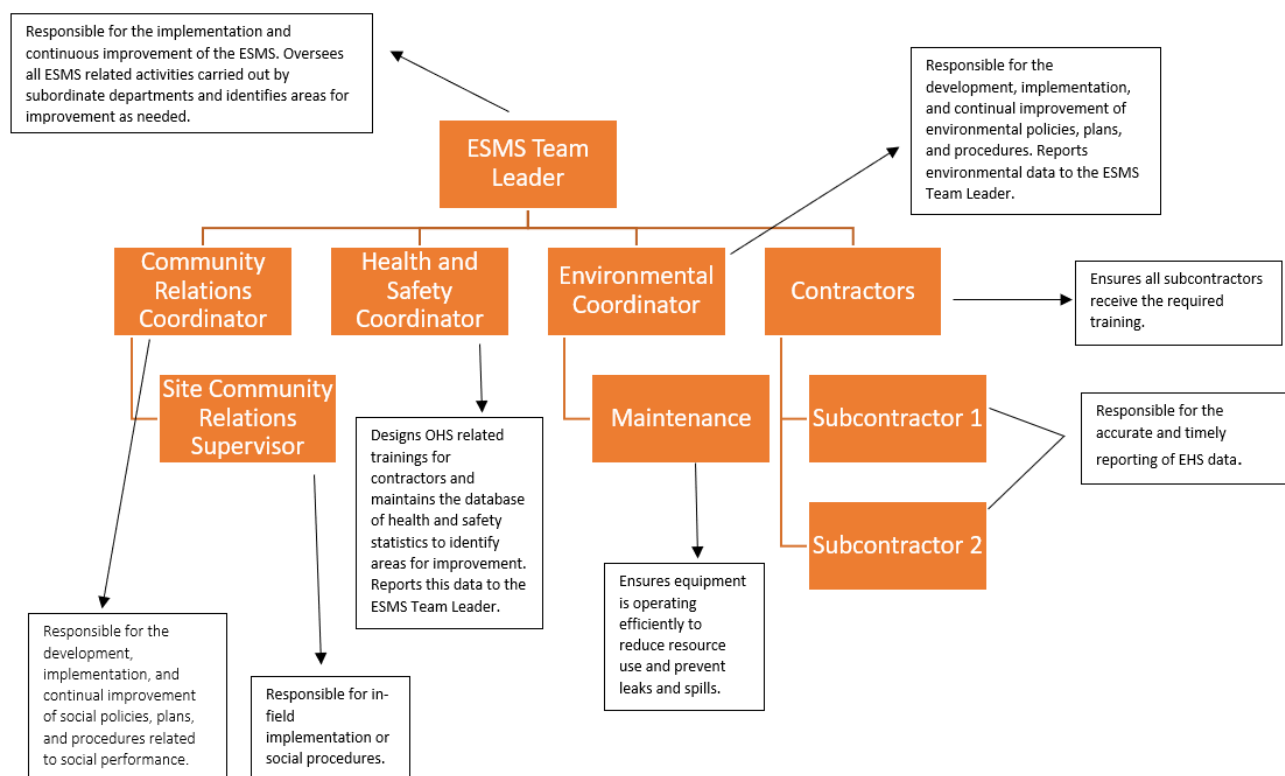 Responsible for the implementation and
continuous improvement of the ESMS. Oversees
all ESMS related activities carried out by
subordinate departments and identifies areas for
improvement as needed.
Responsible for the
development, implementation,
and continual improvement of
environmental policies, plans,
and procedures. Reports
environmental data to the ESMS
Team Leader.
ESMS Team
Leader
Community
Relations
Coordinator
Health and
Safety
Coordinator
Environmental
Coordinator
Contractors
Ensures all subcontractors
receive the required
training.
Site Community
Relations
Supervisor
Maintenance
Subcontractor 1
Subcontractor 2
Responsible for the
accurate and timely
reporting of EHS data.
Designs OHS related
trainings for
contractors and
maintains the database
of health and safety
statistics to identify
areas for improvement.
Reports this data to the
ESMS Team Leader.
Ensures equipment
is operating
efficiently to
reduce resource
use and prevent
leaks and spills.
Responsible for the
development,
implementation, and
continual improvement
of social policies, plans,
and procedures related
to social performance.
Responsible for in-
field
implementation or
social procedures.